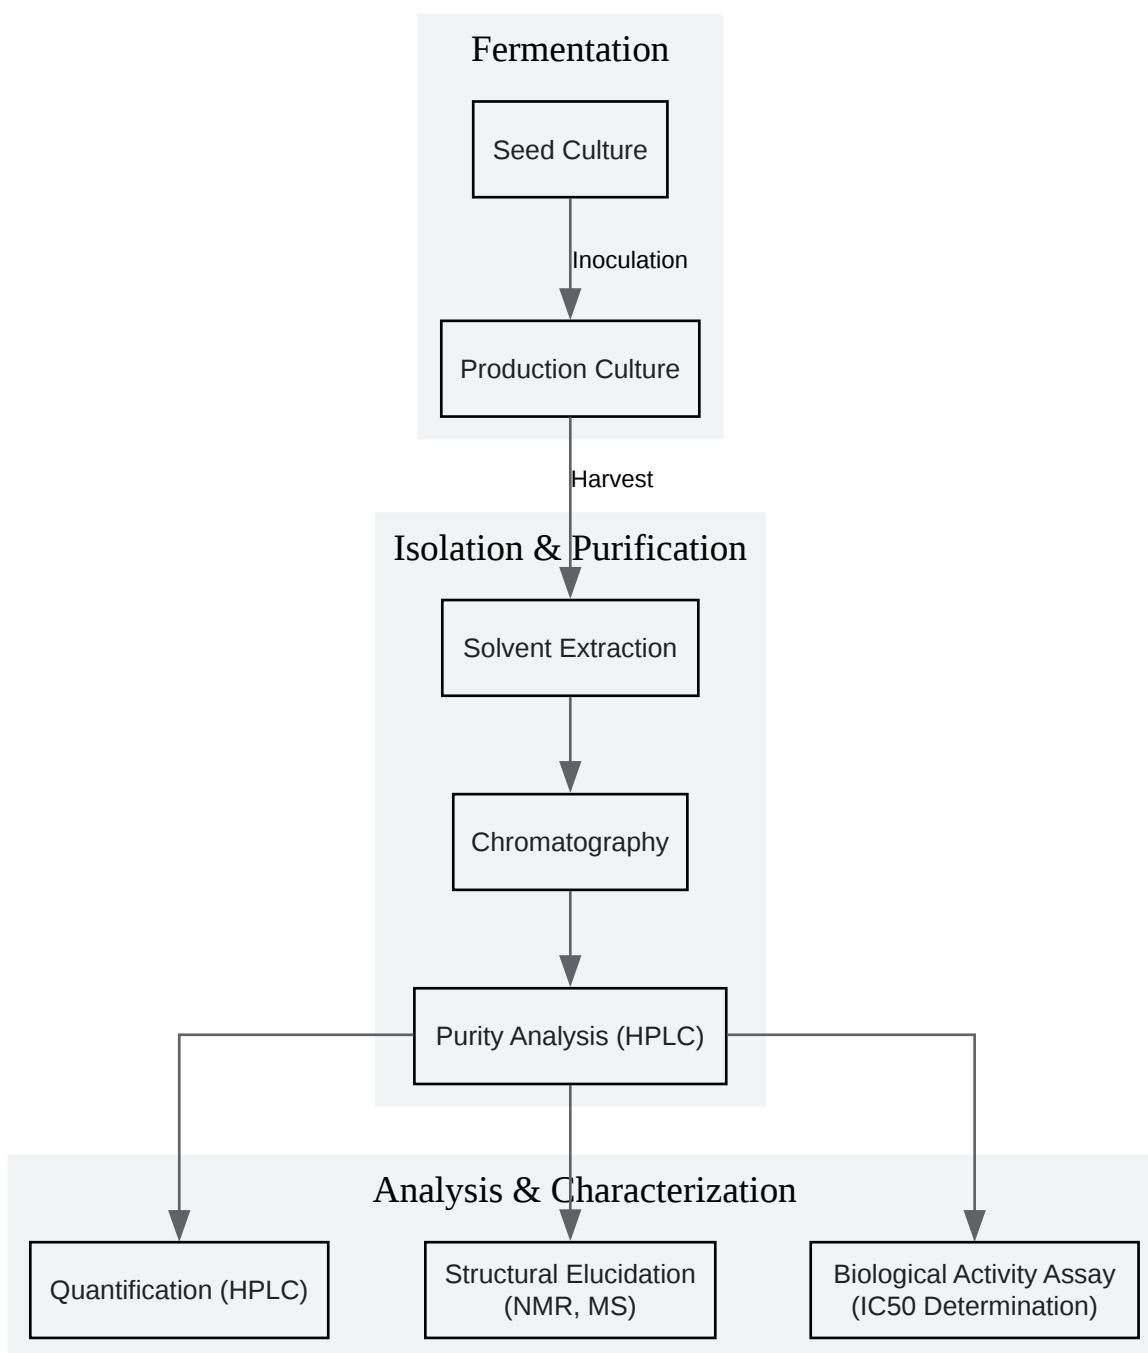 Fermentation
Seed Culture
Inoculation
Production Culture
Harvest
Isolation & Purification
Solvent Extraction
Chromatography
Purity Analysis (HPLC)
Analysis & Characterization
Quantification (HPLC)
Structural Elucidation
(NMR, MS)
Biological Activity Assay
(IC50 Determination)